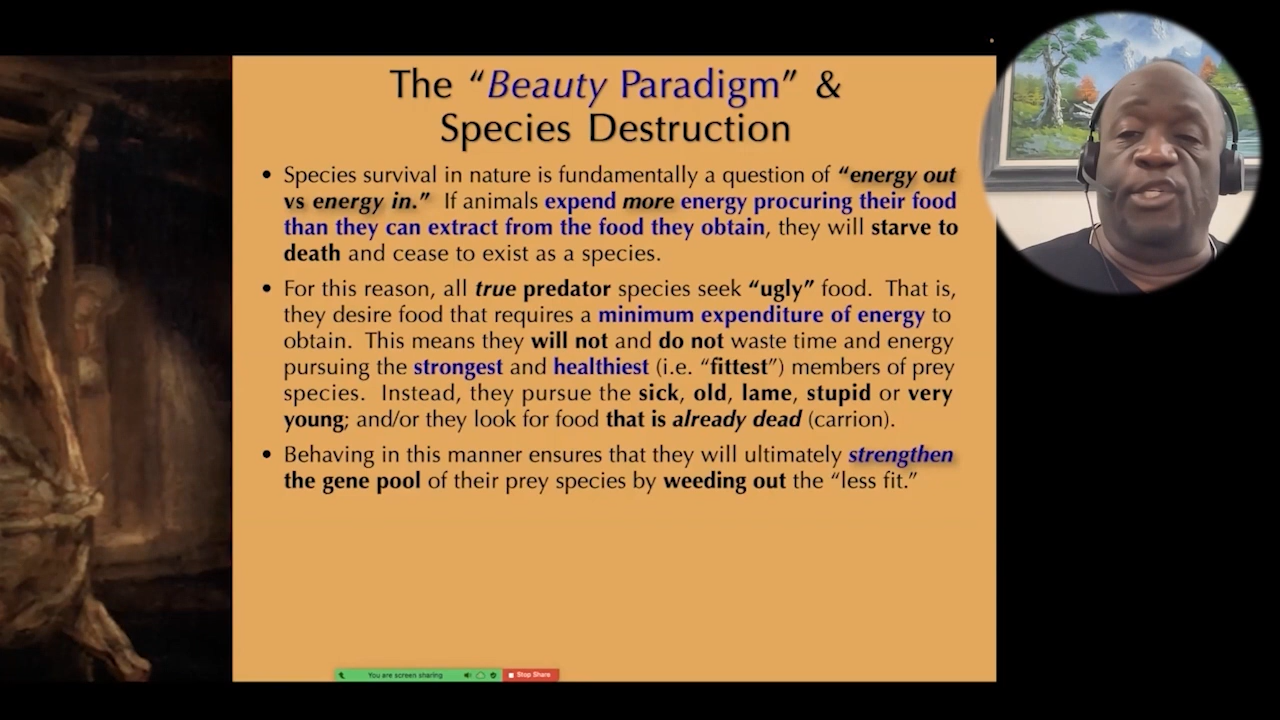 The “Beauty Paradigm” &
Species Destruction
• Species survival in nature is fundamentally a question of “energy out
vs energy in.” If animals expend more energy procuring their food
than they can extract from the food they obtain, they will starve to
death and cease to exist as a species.
• For this reason, all true predator species seek “ugly” food. That is,
they desire food that requires a minimum expenditure of energy to
obtain. This means they will not and do not waste time and energy
pursuing the strongest and healthiest (i.e. “fittest”) members of prey
species. Instead, they pursue the sick, old, lame, stupid or very
young; and/or they look for food that is already dead (carrion).
• Behaving in this manner ensures that they will ultimately strengthen
the gene pool of their prey species by weeding out the “less fit.”
You are screen sharing
Stop Share